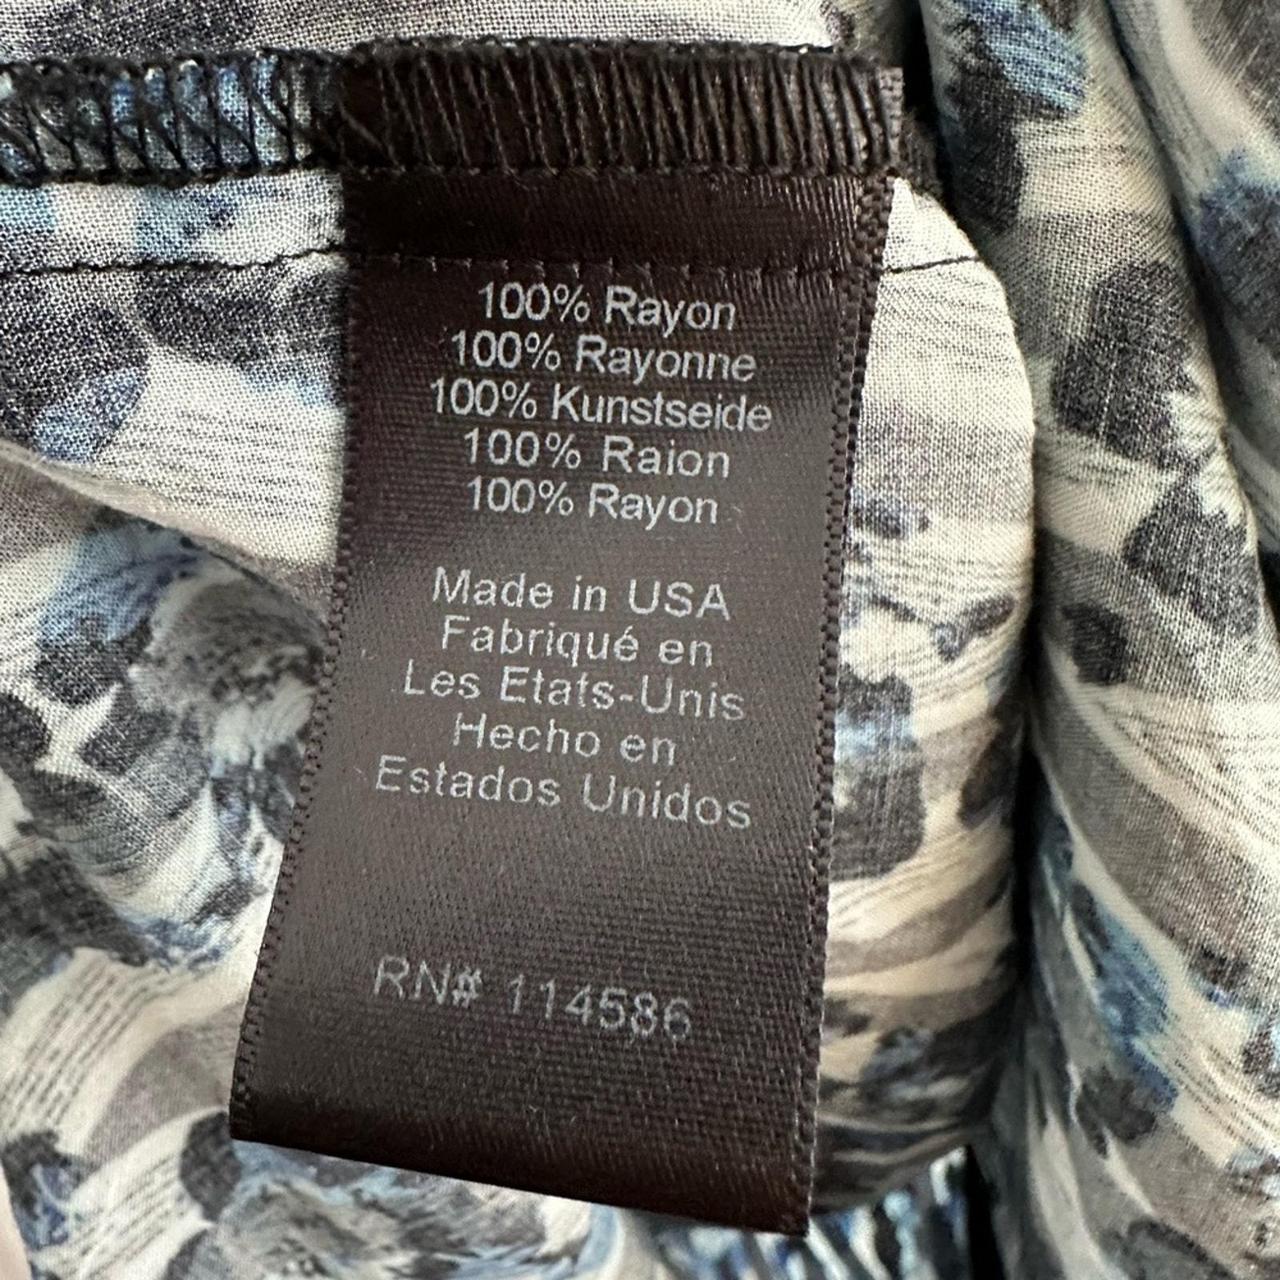 100% Rayon
100% Rayonne
100% Kunstseide
100% Raion
100% Rayon
Made in USA
Fabriqué en
Les Etats-Unis
Hecho en
Estados Unidos
RN# 114586